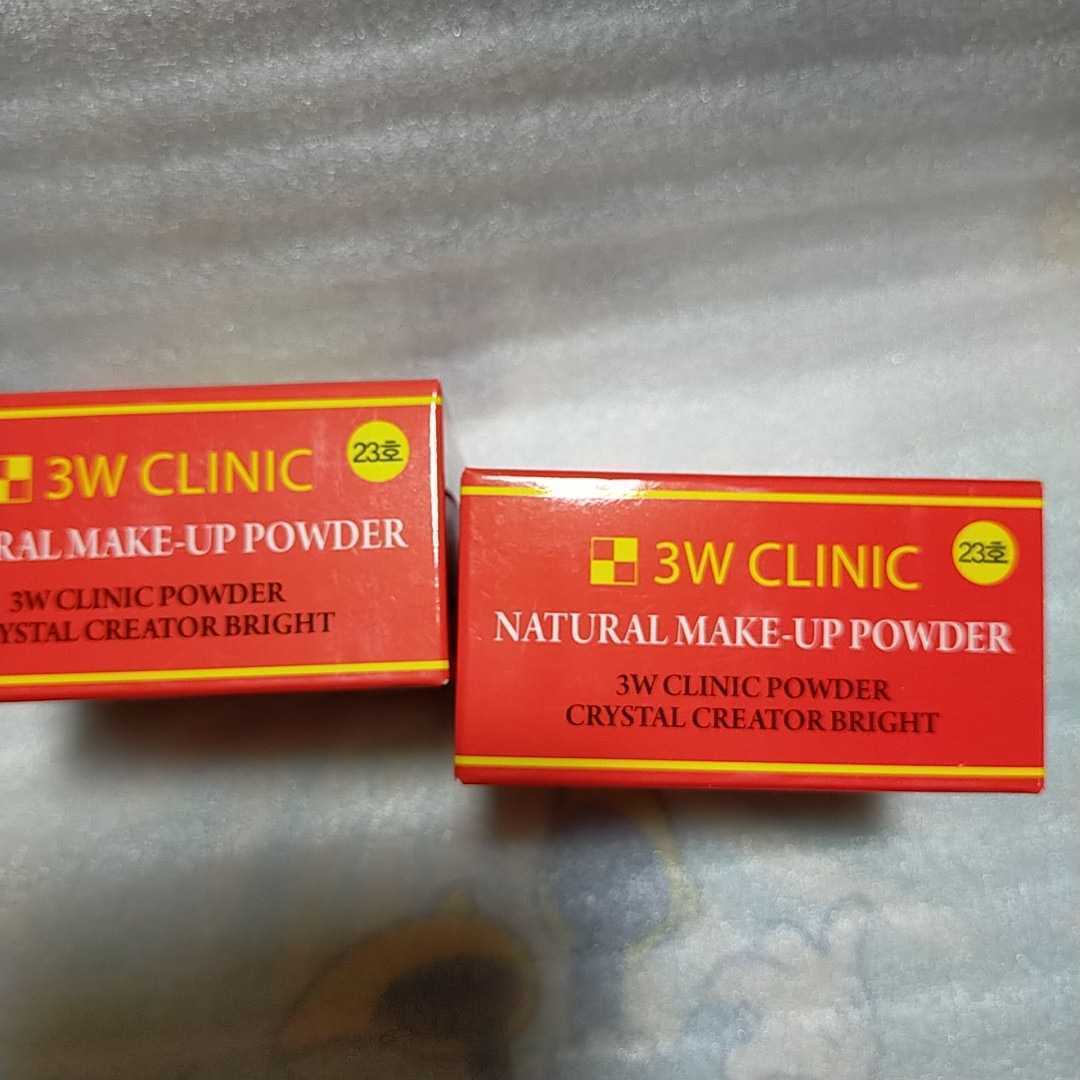 3W CLINIC 23호
RAL MAKE-UP POWDER
3W CLINIC POWDER
YSTAL CREATOR BRIGHT
3W CLINIC 23호
NATURAL MAKE-UP POWDER
3W CLINIC POWDER
CRYSTAL CREATOR BRIGHT